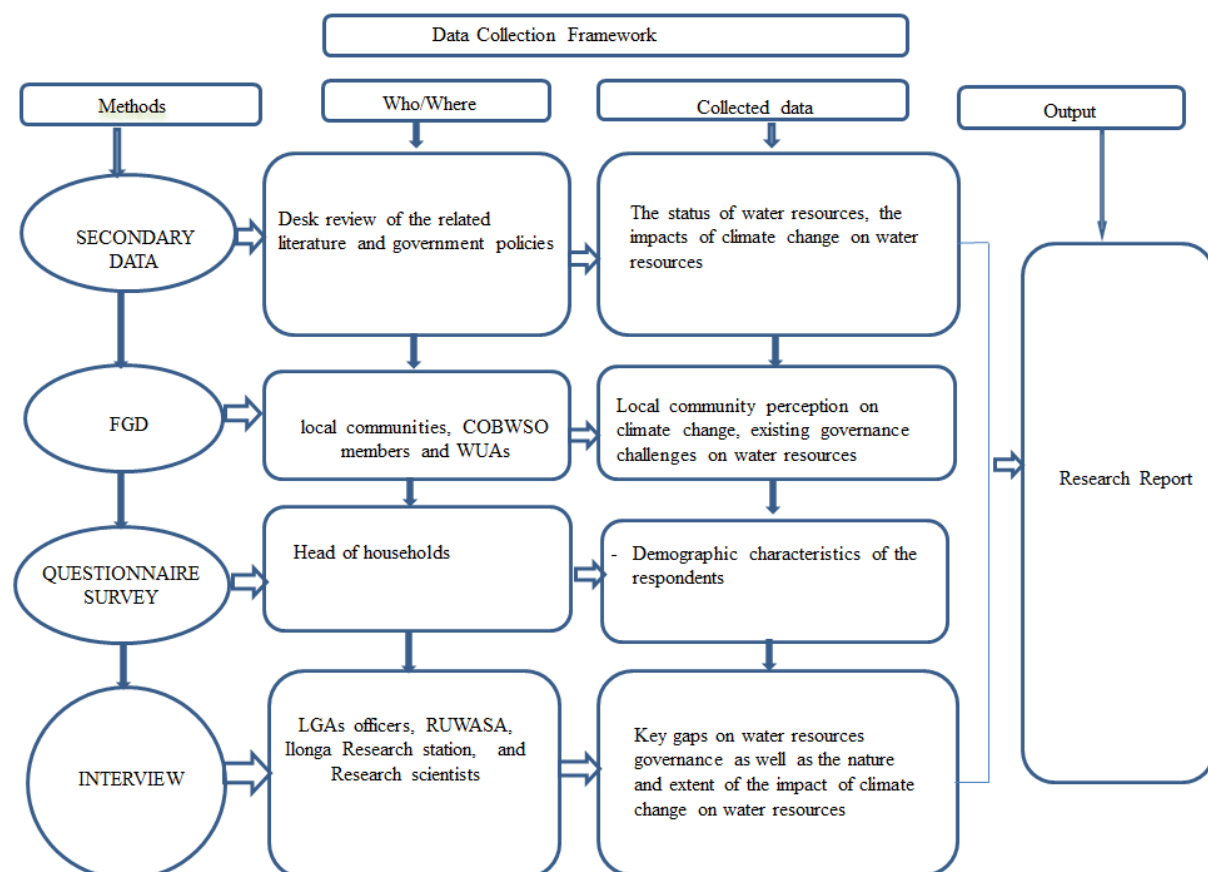 Data Collection Framework
Methods
Who/Where
Collected data
Output
SECONDARY
DATA
Desk review of the related
literature and government policies
The status of water resources, the
impacts of climate change on water
resources
FGD
local communities, COBWSO
members and WUAs
Local community perception on
climate change, existing governance
challenges on water resources
Research Report
QUESTIONNAIRE
SURVEY
Head of households
- Demographic characteristics of the
respondents
INTERVIEW
LGAs officers, RUWASA,
Ilonga Research station, and
Research scientists
Key gaps on water resources
governance as well as the nature
and extent of the impact of climate
change on water resources